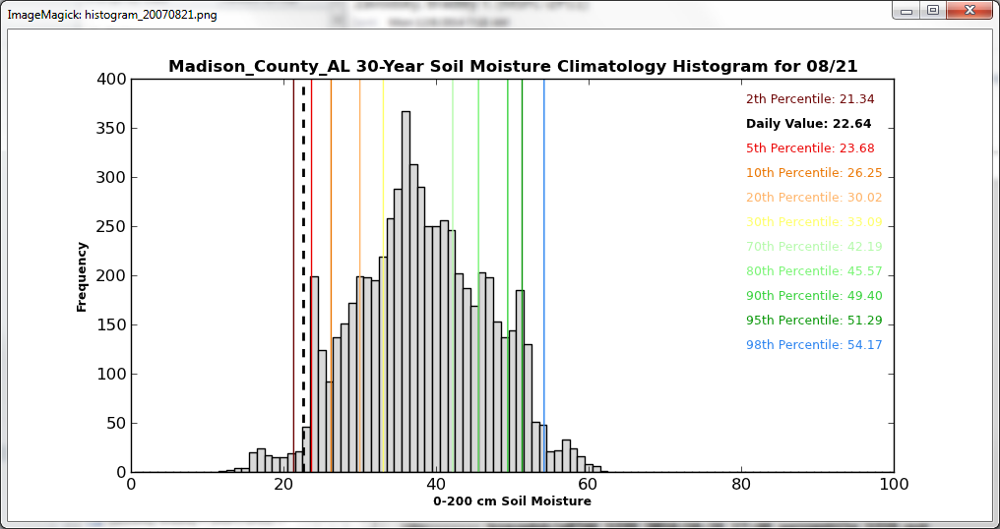 ImageMagick: histogram_20070821.png
Madison_County_AL 30-Year Soil Moisture Climatology Histogram for 08/21
400
350
300
250
200
150
100
50
0
Frequency
2th Percentile: 21.34
Daily Value: 22.64
5th Percentile: 23.68
10th Percentile: 26.25
20th Percentile: 30.02
30th Percentile: 33.09
70th Percentile: 42.19
80th Percentile: 45.57
90th Percentile: 49.40
95th Percentile: 51.29
98th Percentile: 54.17
0 20 40 60 80 100
0-200 cm Soil Moisture